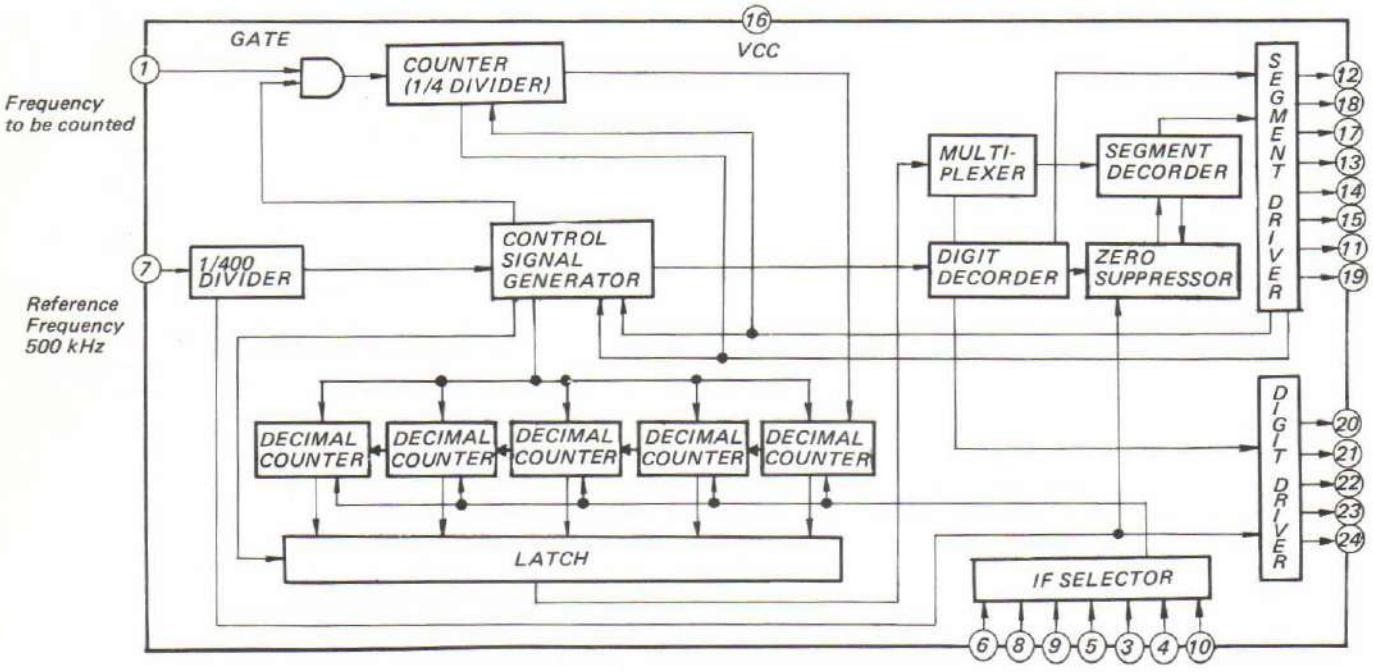 16
GATE
VCC
1
COUNTER
(1/4 DIVIDER)
Frequency
to be counted
SEGMENT DRIVER
12
18
17
13
14
15
11
19
MULTI-
PLEXER
SEGMENT
DECORDER
7
1/400
DIVIDER
CONTROL
SIGNAL
GENERATOR
DIGIT
DECORDER
ZERO
SUPPRESSOR
Reference
Frequency
500 kHz
DECIMAL
COUNTER
DECIMAL
COUNTER
DECIMAL
COUNTER
DECIMAL
COUNTER
DECIMAL
COUNTER
DIGIT DRIVER
20
21
22
23
24
LATCH
IF SELECTOR
6
8
9
5
3
4
10